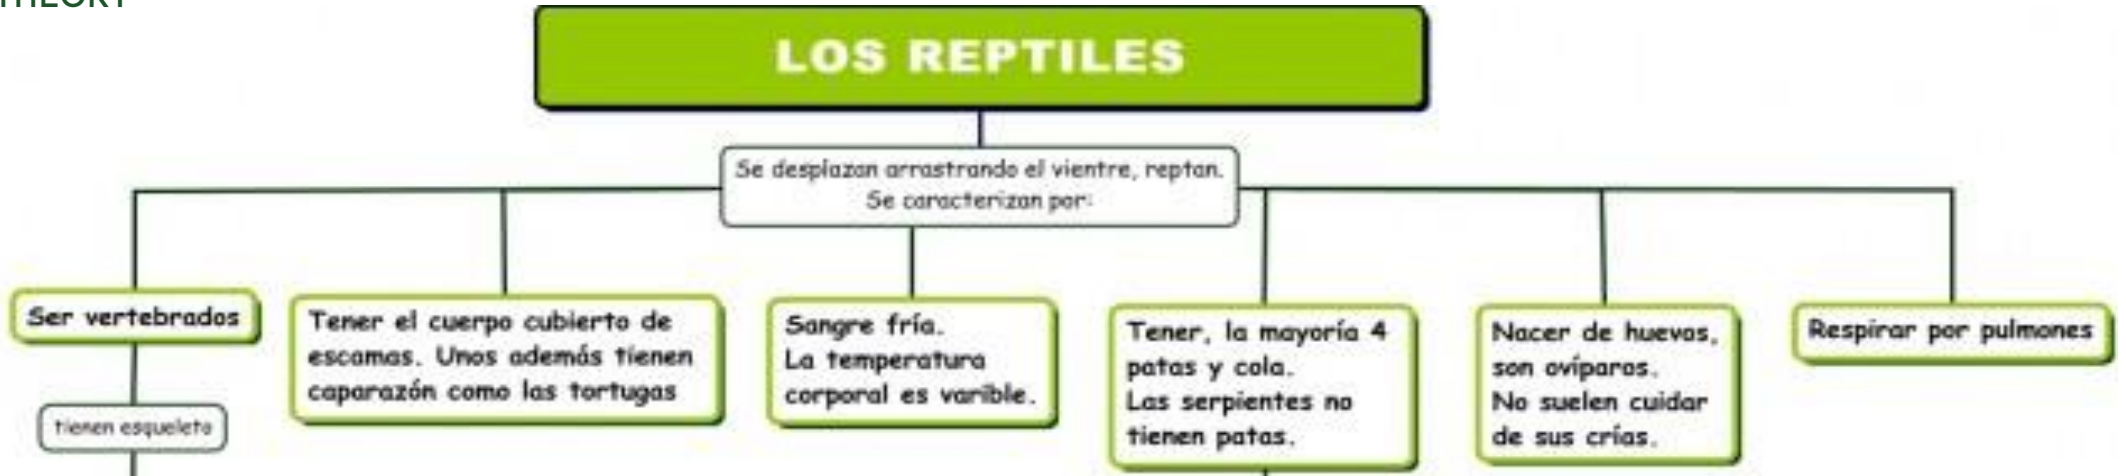 THEORY
LOS REPTILES
Se desplazan arrastrando el vientre, reptan.
Se caracterizan por:
Ser vertebrados
tienen esqueleto
Tener el cuerpo cubierto de
escamas. Unos además tienen
caparazón como las tortugas
Sangre fría.
La temperatura
corporal es varible.
Tener, la mayoría 4
patas y cola.
Las serpientes no
tienen patas.
Nacer de huevos,
son ovíparos.
No suelen cuidar
de sus crías.
Respirar por pulmones